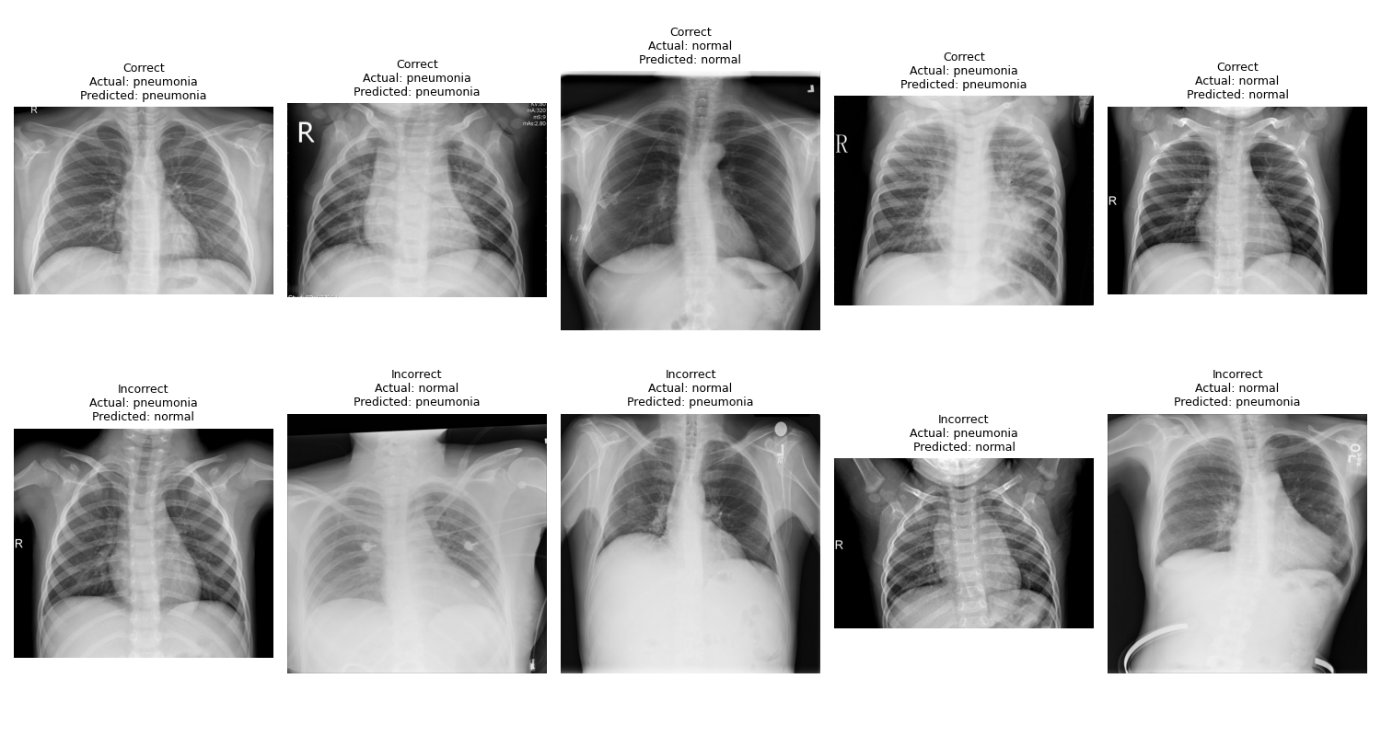 Correct
Actual: pneumonia
Predicted: pneumonia
Correct
Actual: pneumonia
Predicted: pneumonia
Correct
Actual: normal
Predicted: normal
Correct
Actual: pneumonia
Predicted: pneumonia
Correct
Actual: normal
Predicted: normal
R
R
R
R
Incorrect
Actual: pneumonia
Predicted: normal
Incorrect
Actual: normal
Predicted: pneumonia
Incorrect
Actual: normal
Predicted: pneumonia
Incorrect
Actual: pneumonia
Predicted: normal
Incorrect
Actual: normal
Predicted: pneumonia
R
R